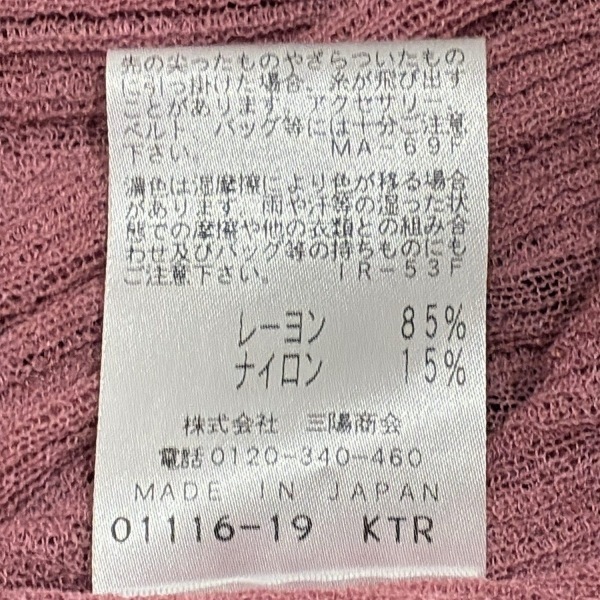 先の尖ったものやざらついたもの
に引っ掛けた場合、糸が飛び出す
ことがあります。アクセサリー、
ベルト、バッグ等には十分ご注意
下さい。 MA-69F
濃色は湿摩擦により色が移る場合
があります。雨や汗等の湿った状
態での摩擦や他の衣類との組み合
わせ及びバッグ等の持ちものにも
ご注意下さい。 IR-53F
レーヨン 85%
ナイロン 15%
株式会社 三陽商会
電話0120-340-460
MADE IN JAPAN
01116-19 KTR